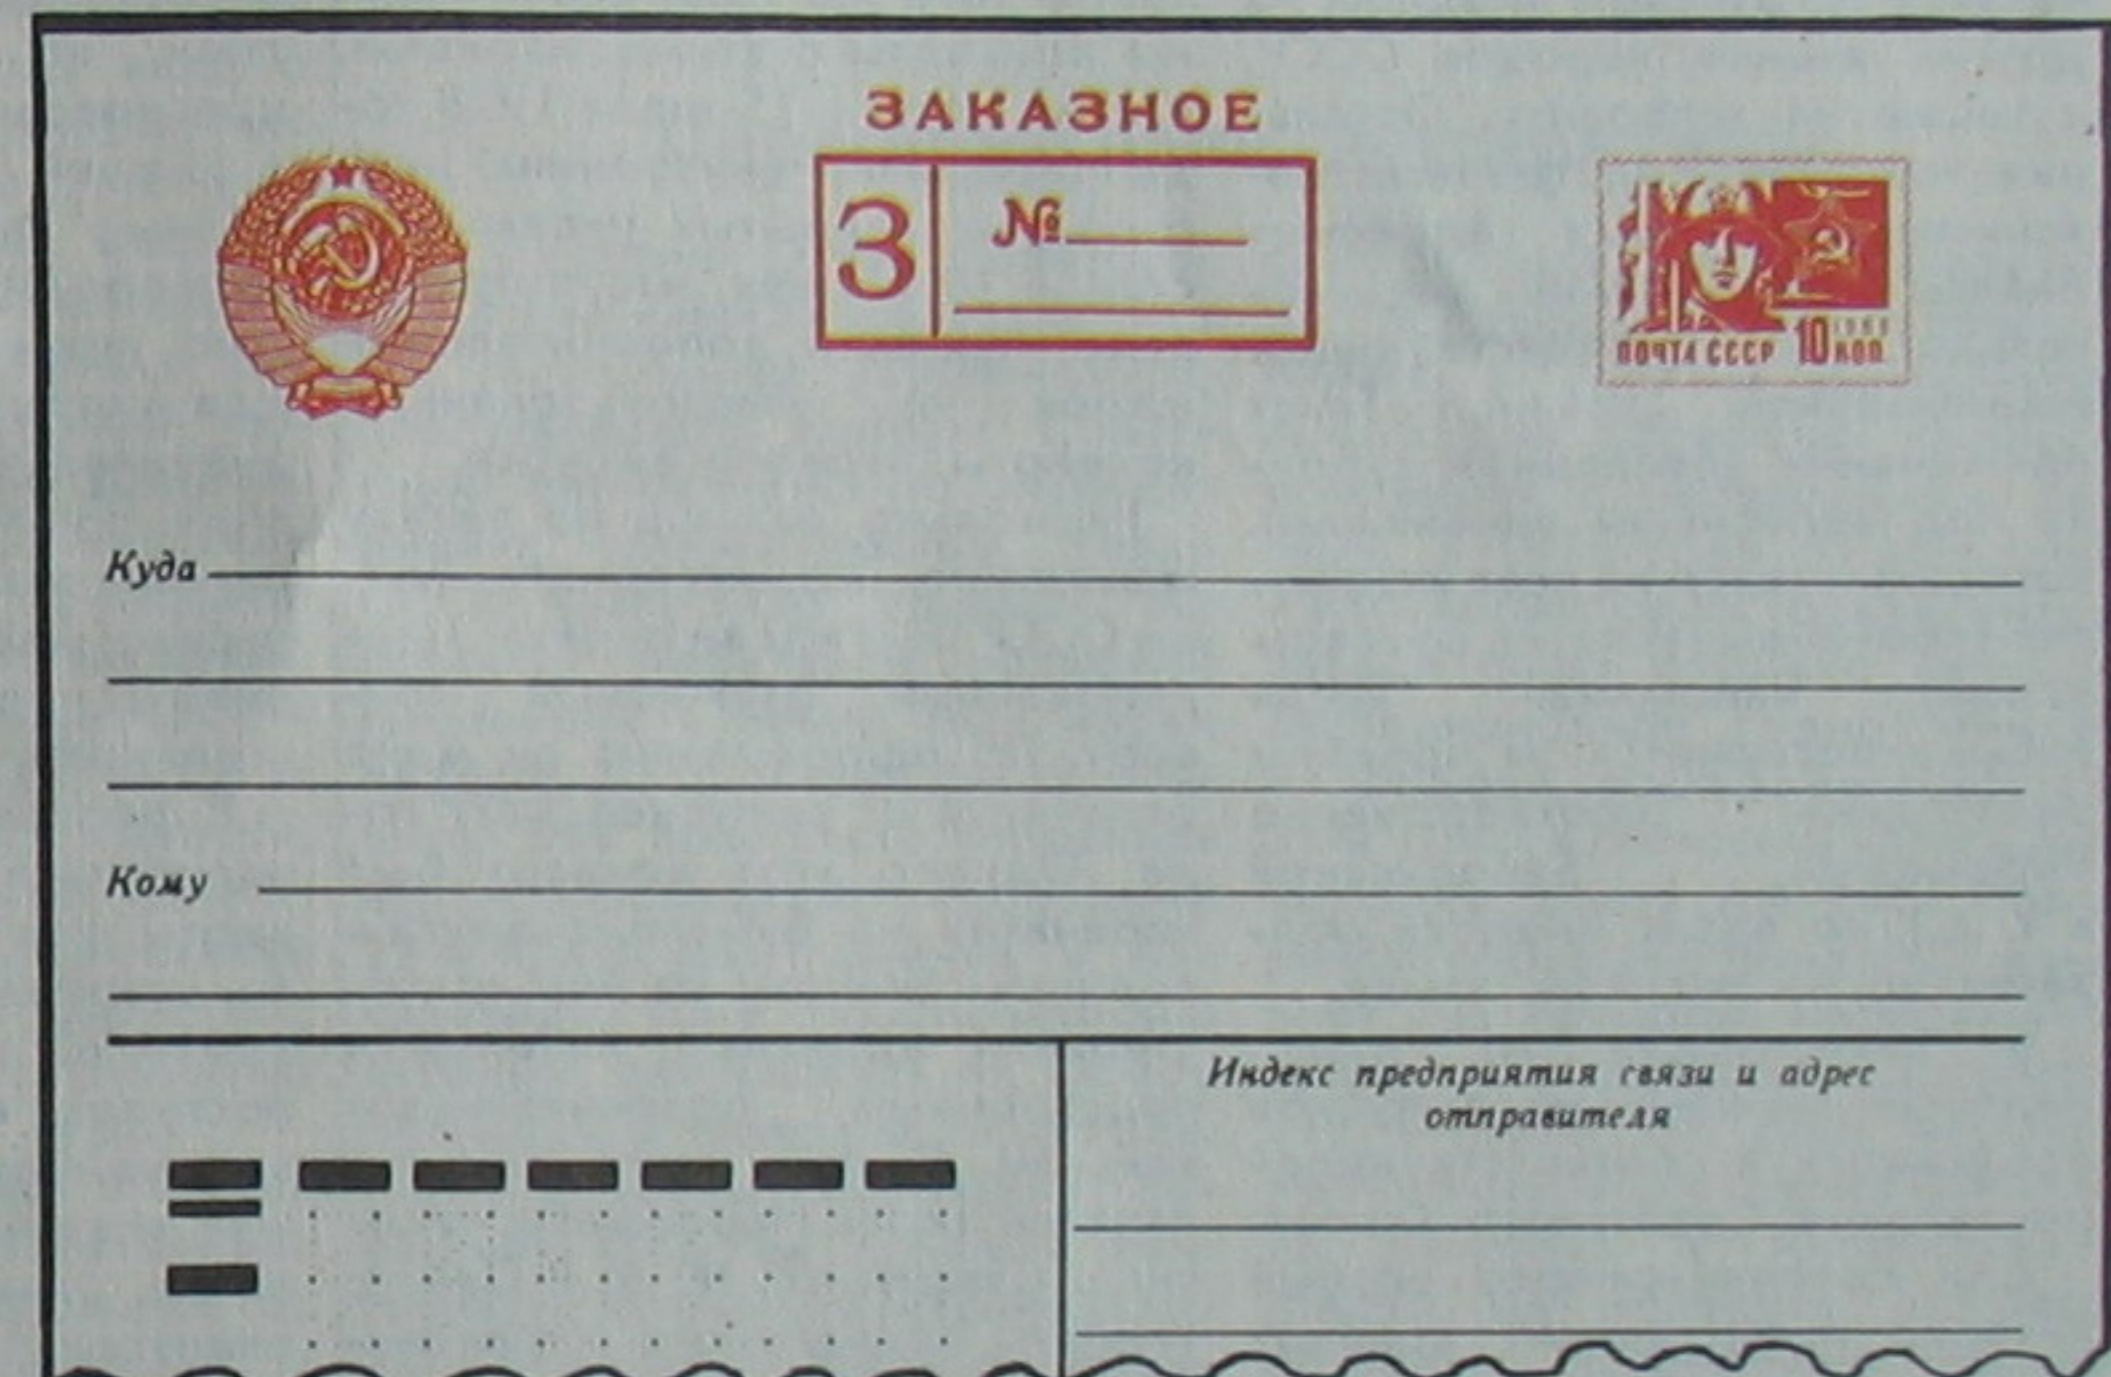 ЗАКАЗНОЕ
З №
ПОЧТА СССР 10 КОП
Куда
Кому
Индекс предприятия связи и адрес
отправителя